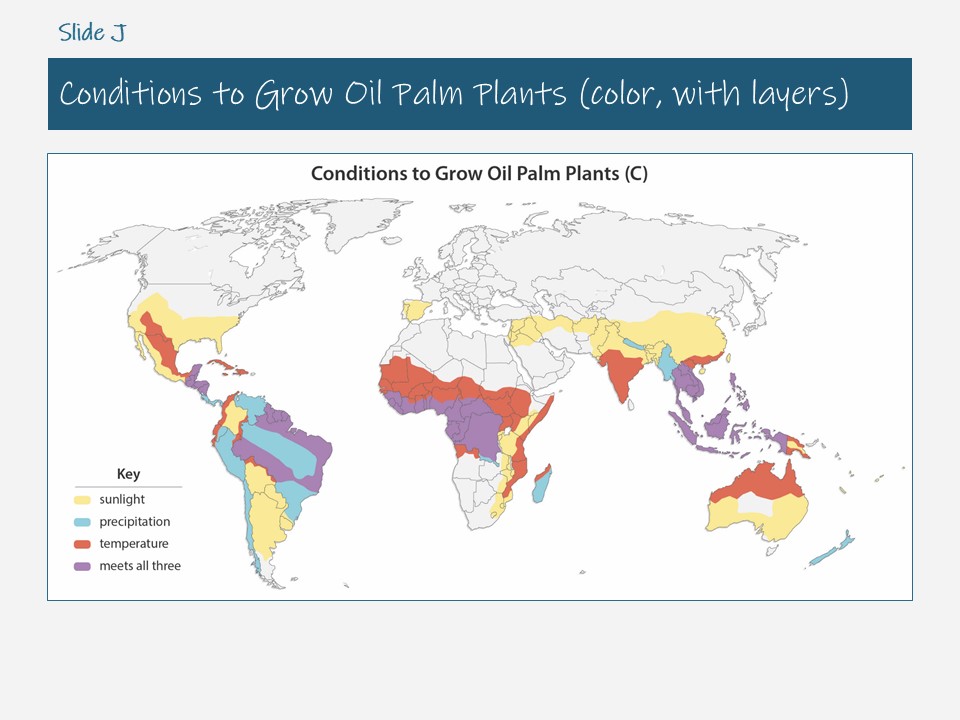 Slide J
Conditions to Grow Oil Palm Plants (color, with layers)
Conditions to Grow Oil Palm Plants (C)
Key
sunlight
precipitation
temperature
meets all three